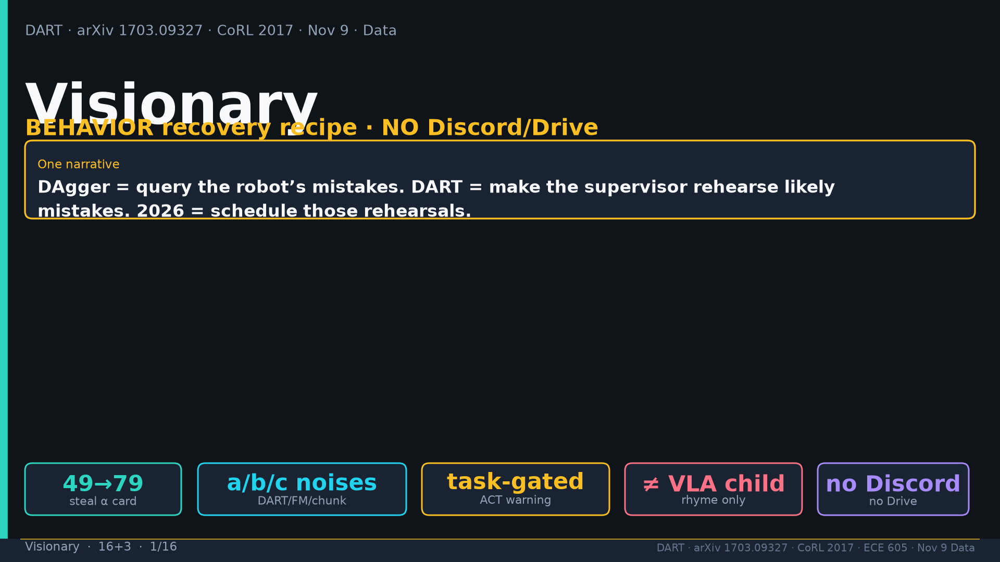 DART · arXiv 1703.09327 · CoRL 2017 · Nov 9 · Data
Visionary
BEHAVIOR recovery recipe · NO Discord/Drive
One narrative
DAgger = query the robot’s mistakes. DART = make the supervisor rehearse likely
mistakes. 2026 = schedule those rehearsals.
49→79
steal α card
a/b/c noises
DART/FM/chunk
task-gated
ACT warning
≠ VLA child
rhyme only
no Discord
no Drive
Visionary · 16+3 · 1/16
DART · arXiv 1703.09327 · CoRL 2017 · ECE 605 · Nov 9 Data